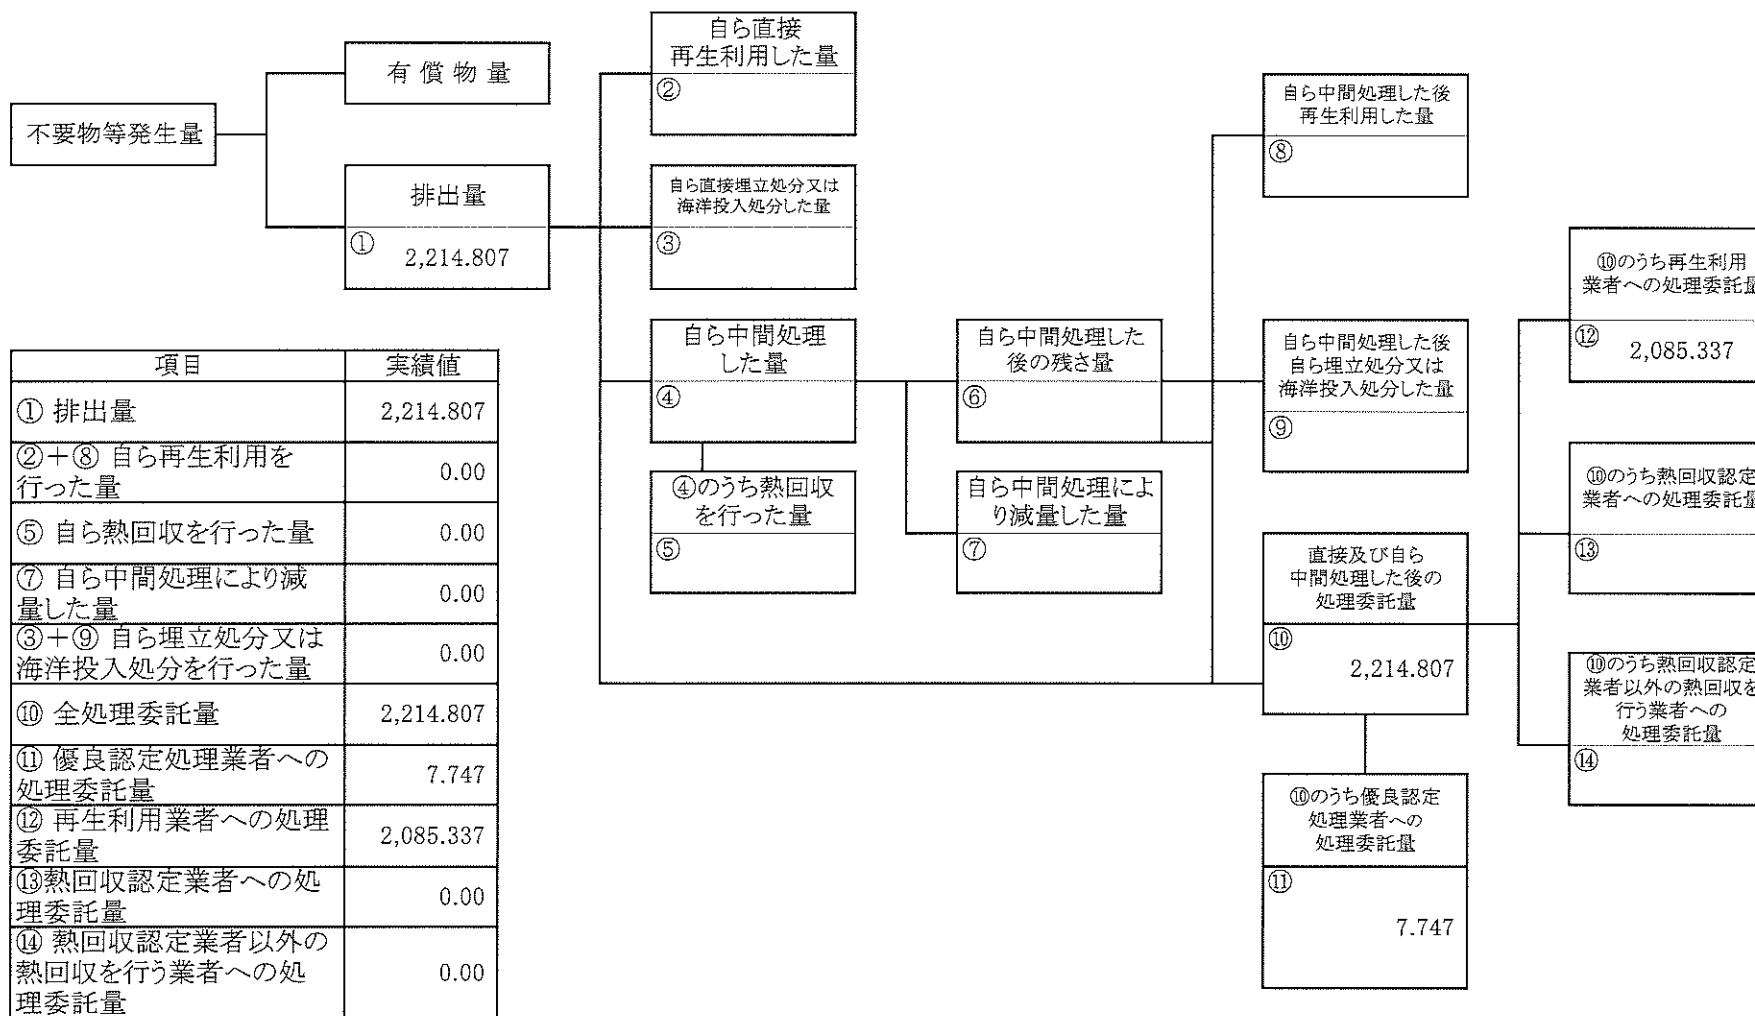 不要物等発生量
有償物量
排出量
①
2,214.807
自ら直接
再生利用した量
②
自ら直接埋立処分又は
海洋投入処分した量
③
自ら中間処理
した量
④
④のうち熱回収
を行った量
⑤
自ら中間処理した
後の残さ量
⑥
自ら中間処理によ
り減量した量
⑦
自ら中間処理した後
再生利用した量
⑧
自ら中間処理した後
自ら埋立処分又は
海洋投入処分した量
⑨
直接及び自ら
中間処理した後の
処理委託量
⑩
2,214.807
⑩のうち優良認定
処理業者への
処理委託量
⑪
7.747
⑩のうち再生利用
業者への処理委託量
⑫
2,085.337
⑩のうち熱回収認定
業者への処理委託量
⑬
⑩のうち熱回収認定
業者以外の熱回収を
行う業者への
処理委託量
⑭
項目 実績値
① 排出量 2,214.807
②+⑧ 自ら再生利用を
行った量 0.00
⑤ 自ら熱回収を行った量 0.00
⑦ 自ら中間処理により減
量した量 0.00
③+⑨ 自ら埋立処分又は
海洋投入処分を行った量 0.00
⑩ 全処理委託量 2,214.807
⑪ 優良認定処理業者への
処理委託量 7.747
⑫ 再生利用業者への処理
委託量 2,085.337
⑬熱回収認定業者への処
理委託量 0.00
⑭ 熱回収認定業者以外の
熱回収を行う業者への処
理委託量 0.00